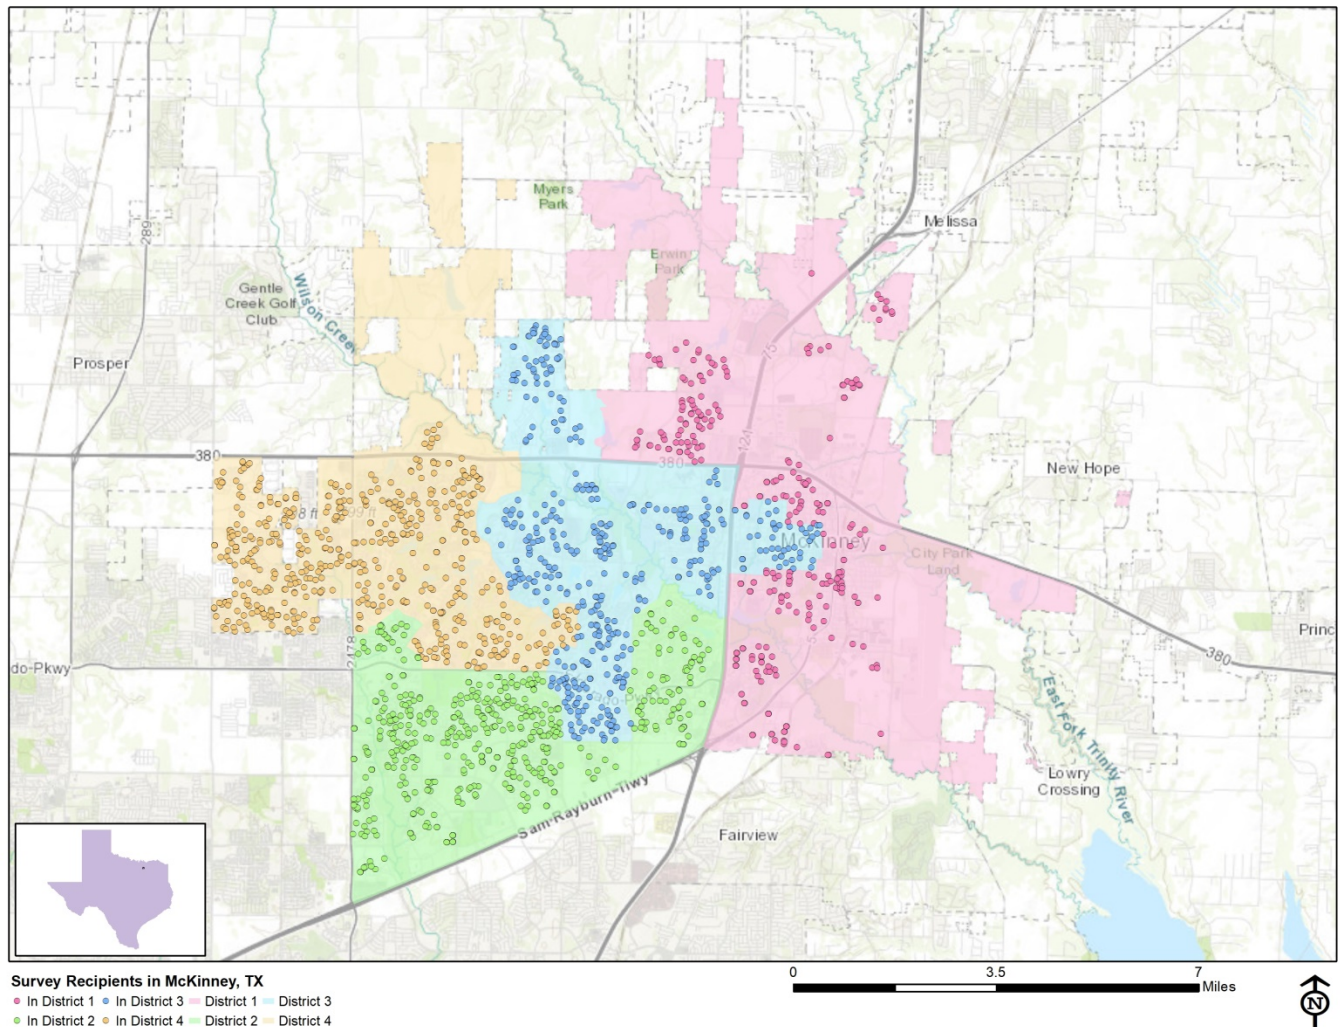 Myers
Park
289
Melissa
Erwin
Park
Gentle
Creek Golf
Club
Wilson Creek
75
Prosper
121
380
380
New Hope
McKinney
City Park
Land
Princ
2478
do-Pkwy
380
East Fork Trinity River
Lowry
Crossing
Sam-Rayburn-Tlwy
Fairview
Survey Recipients in McKinney, TX
In District 1 In District 3 District 1 District 3
In District 2 In District 4 District 2 District 4
0 3.5 7
Miles
N